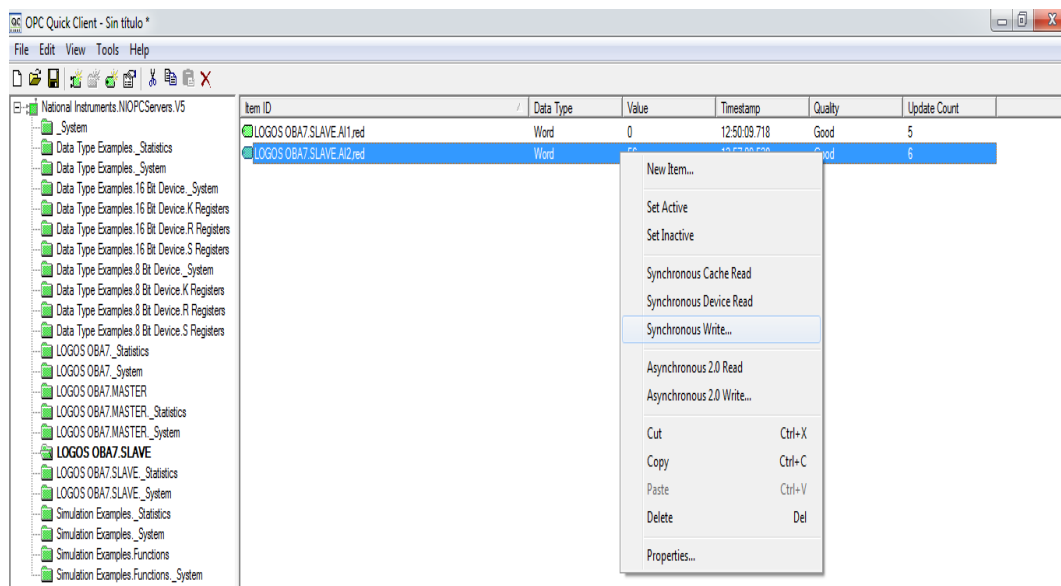 OPC Quick Client - Sin título *
File Edit View Tools Help
National Instruments.NIOPCServers.V5
_System
Data Type Examples._Statistics
Data Type Examples._System
Data Type Examples.16 Bit Device._System
Data Type Examples.16 Bit Device.K Registers
Data Type Examples.16 Bit Device.R Registers
Data Type Examples.16 Bit Device.S Registers
Data Type Examples.8 Bit Device._System
Data Type Examples.8 Bit Device.K Registers
Data Type Examples.8 Bit Device.R Registers
Data Type Examples.8 Bit Device.S Registers
LOGOS OBA7._Statistics
LOGOS OBA7._System
LOGOS OBA7.MASTER
LOGOS OBA7.MASTER._Statistics
LOGOS OBA7.MASTER._System
LOGOS OBA7.SLAVE
LOGOS OBA7.SLAVE._Statistics
LOGOS OBA7.SLAVE._System
Simulation Examples._Statistics
Simulation Examples._System
Simulation Examples.Functions
Simulation Examples.Functions._System
Item ID Data Type Value Timestamp Quality Update Count
LOGOS OBA7.SLAVE.AI1.red Word 0 12:50:09.718 Good 5
LOGOS OBA7.SLAVE.AI2.red Word Good 6
New Item...
Set Active
Set Inactive
Synchronous Cache Read
Synchronous Device Read
Synchronous Write...
Asynchronous 2.0 Read
Asynchronous 2.0 Write...
Cut Ctrl+X
Copy Ctrl+C
Paste Ctrl+V
Delete Del
Properties...